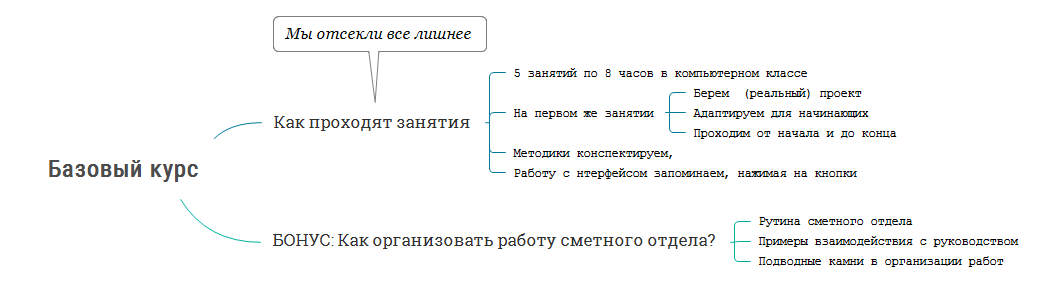 Мы отсекли все лишнее
Базовый курс
Как проходят занятия
5 занятий по 8 часов в компьютерном классе
На первом же занятии
Берем (реальный) проект
Адаптируем для начинающих
Проходим от начала и до конца
Методики конспектируем,
Работу с нтерфейсом запоминаем, нажимая на кнопки
БОНУС: Как организовать работу сметного отдела?
Рутина сметного отдела
Примеры взаимодействия с руководством
Подводные камни в организации работ